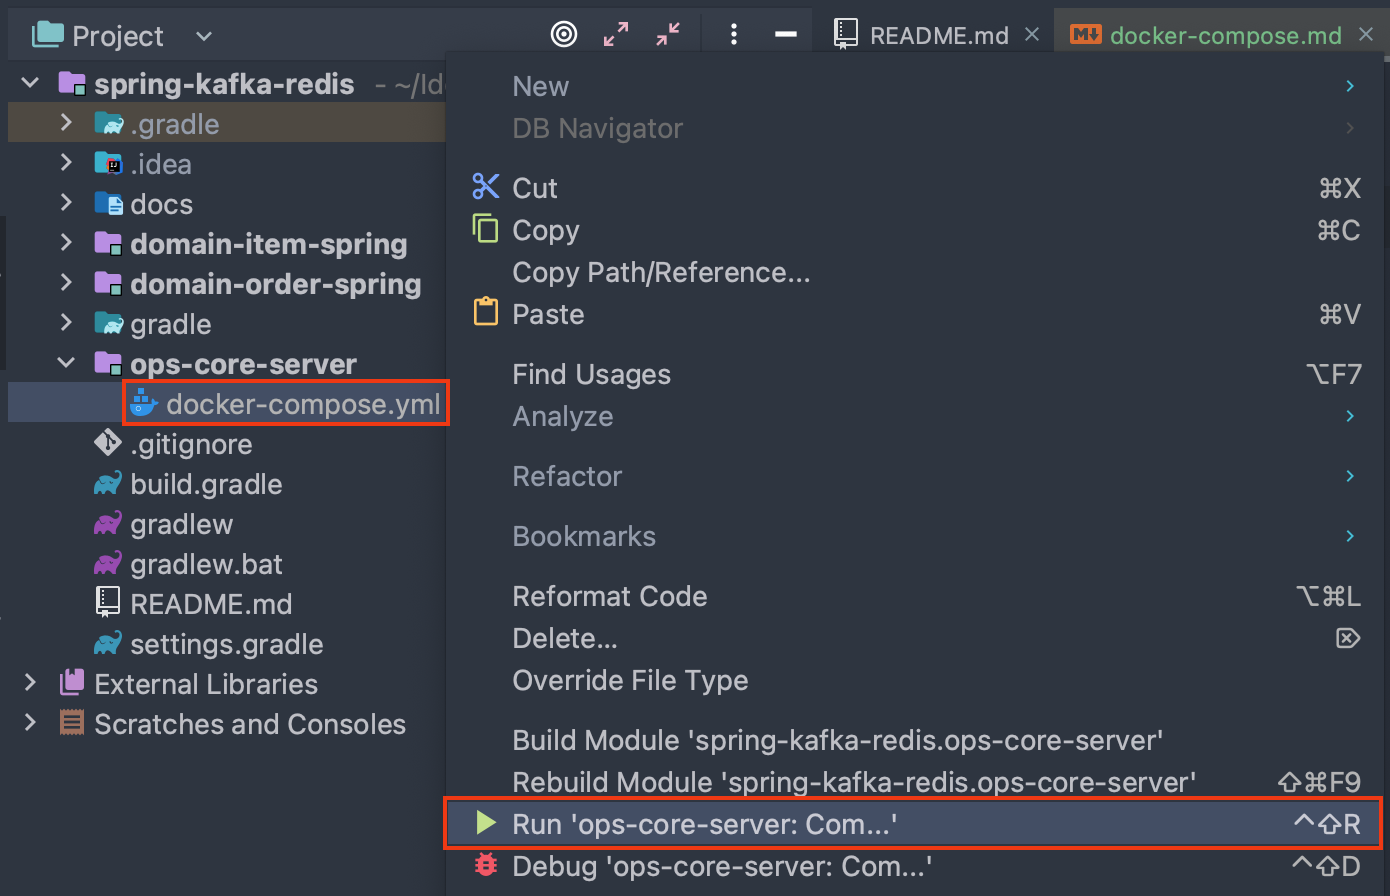 Project
README.md
docker-compose.md
spring-kafka-redis - ~/Id
.gradle
.idea
docs
domain-item-spring
domain-order-spring
gradle
ops-core-server
docker-compose.yml
.gitignore
build.gradle
gradlew
gradlew.bat
README.md
settings.gradle
External Libraries
Scratches and Consoles
New
DB Navigator
Cut ⌘X
Copy ⌘C
Copy Path/Reference...
Paste ⌘V
Find Usages ⌥F7
Analyze
Refactor
Bookmarks
Reformat Code ⌥⌘L
Delete... ⌦
Override File Type
Build Module 'spring-kafka-redis.ops-core-server'
Rebuild Module 'spring-kafka-redis.ops-core-server' ⇧⌘F9
Run 'ops-core-server: Com...' ^⇧R
Debug 'ops-core-server: Com...' ^⇧D